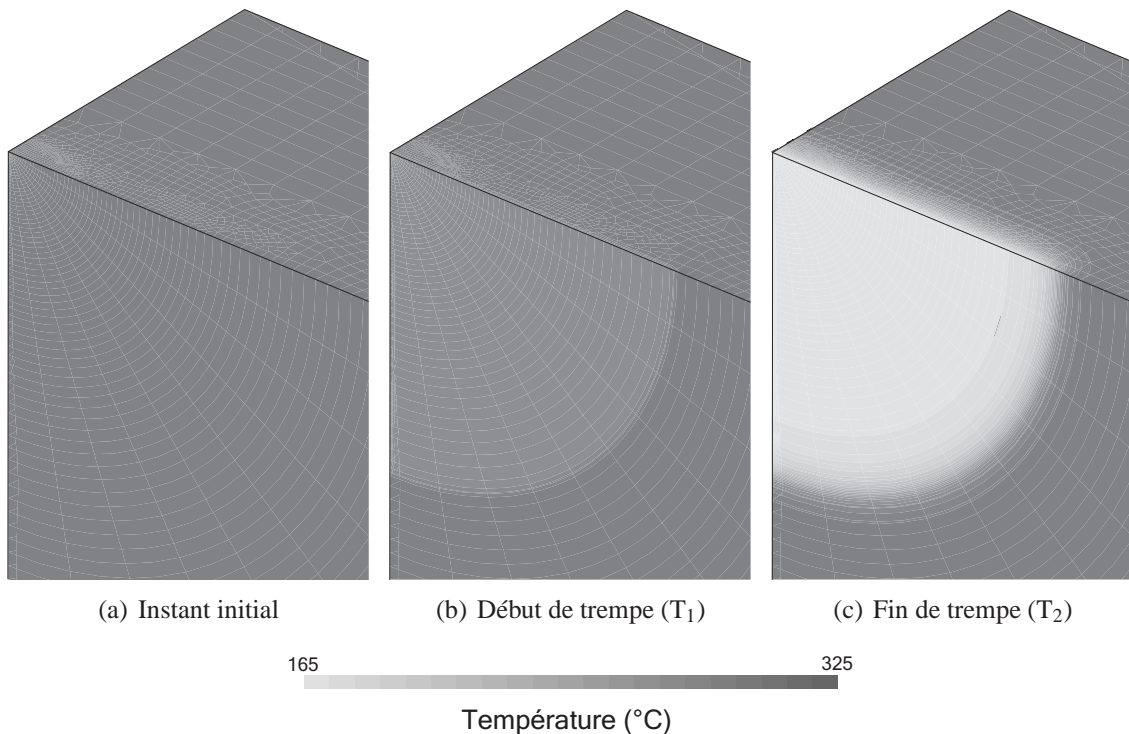 (a) Instant initial
(b) Début de trempe (T₁)
(c) Fin de trempe (T₂)
165
325
Température (°C)